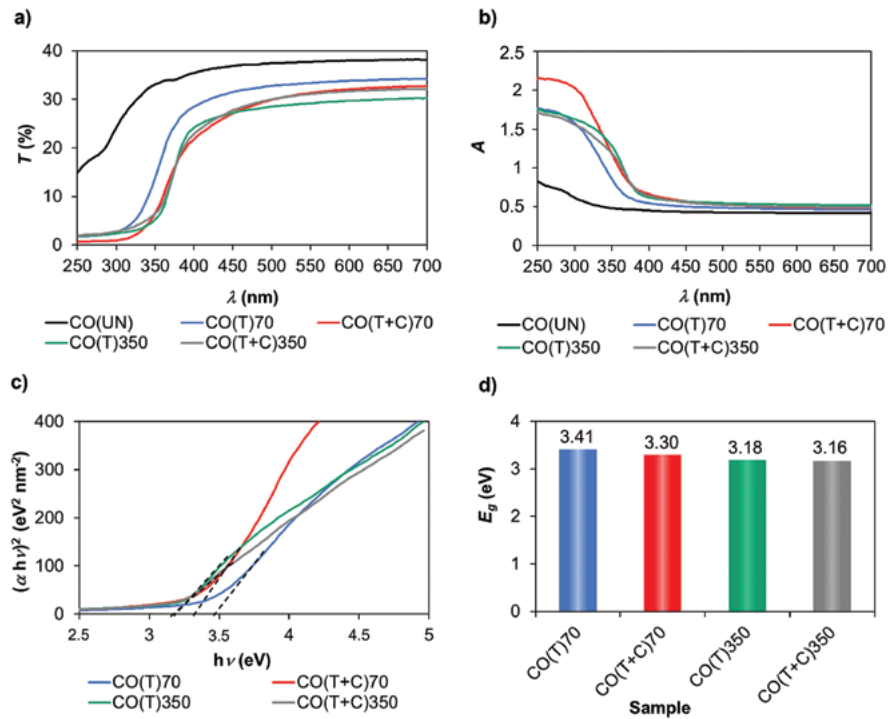 a)
40
30
20
10
0
T (%)
250 300 350 400 450 500 550 600 650 700
λ (nm)
CO(UN) CO(T)70 CO(T+C)70
CO(T)350 CO(T+C)350
b)
2.5
2
1.5
1
0.5
0
A
250 300 350 400 450 500 550 600 650 700
λ (nm)
CO(UN) CO(T)70 CO(T+C)70
CO(T)350 CO(T+C)350
c)
400
300
200
100
0
(α hν)² (eV² nm⁻²)
2.5 3 3.5 4 4.5 5
hν (eV)
CO(T)70 CO(T+C)70
CO(T)350 CO(T+C)350
d)
4
3
2
1
0
Eg (eV)
3.41 3.30 3.18 3.16
CO(T)70
CO(T+C)70
CO(T)350
CO(T+C)350
Sample